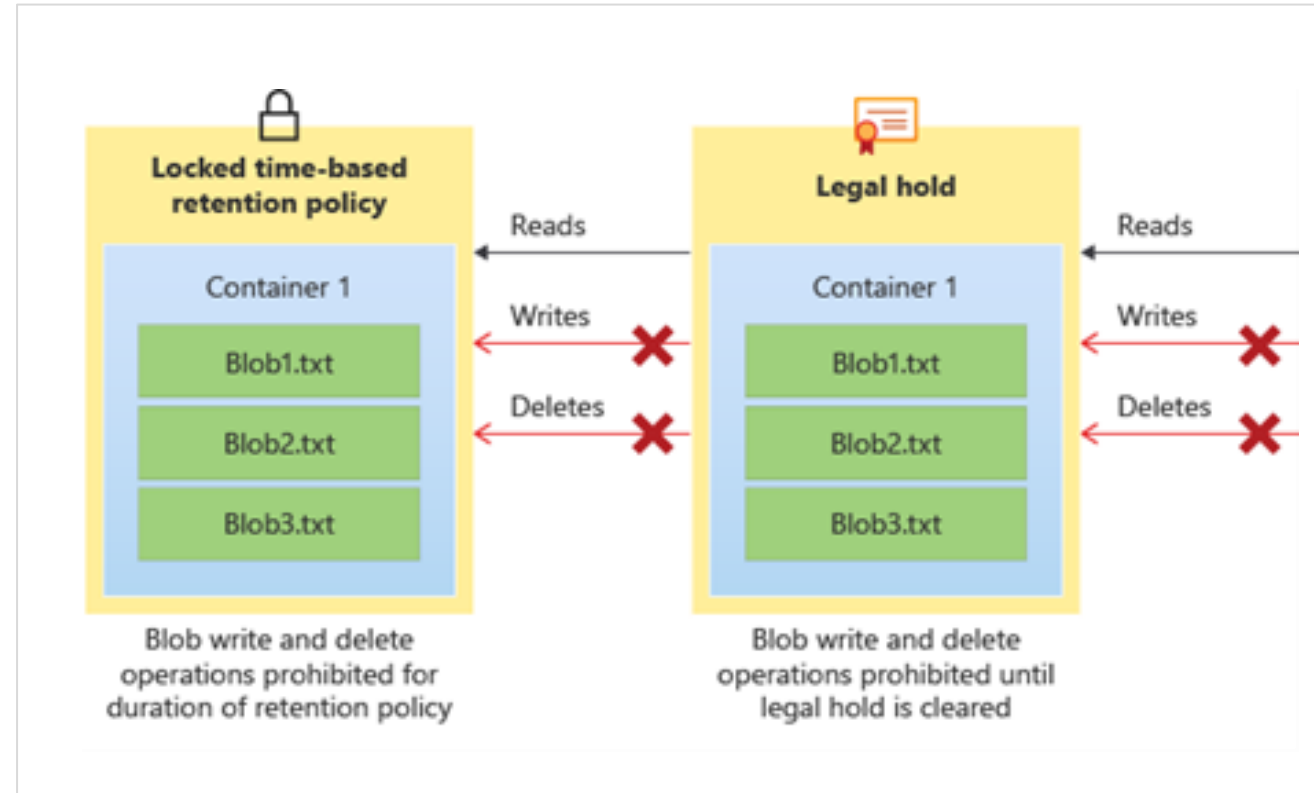 Locked time-based
retention policy
Reads
Container 1
Writes
Blob1.txt
Deletes
Blob2.txt
Blob3.txt
Blob write and delete
operations prohibited for
duration of retention policy
Legal hold
Reads
Container 1
Writes
Blob1.txt
Deletes
Blob2.txt
Blob3.txt
Blob write and delete
operations prohibited until
legal hold is cleared